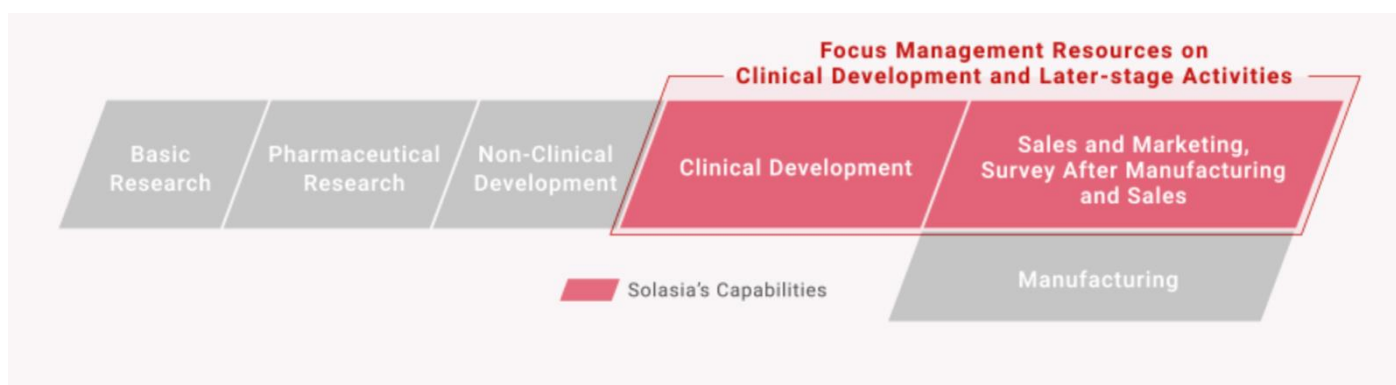 Focus Management Resources on
Clinical Development and Later-stage Activities
Basic
Research
Pharmaceutical
Research
Non-Clinical
Development
Clinical Development
Sales and Marketing,
Survey After Manufacturing
and Sales
Manufacturing
Solasia's Capabilities